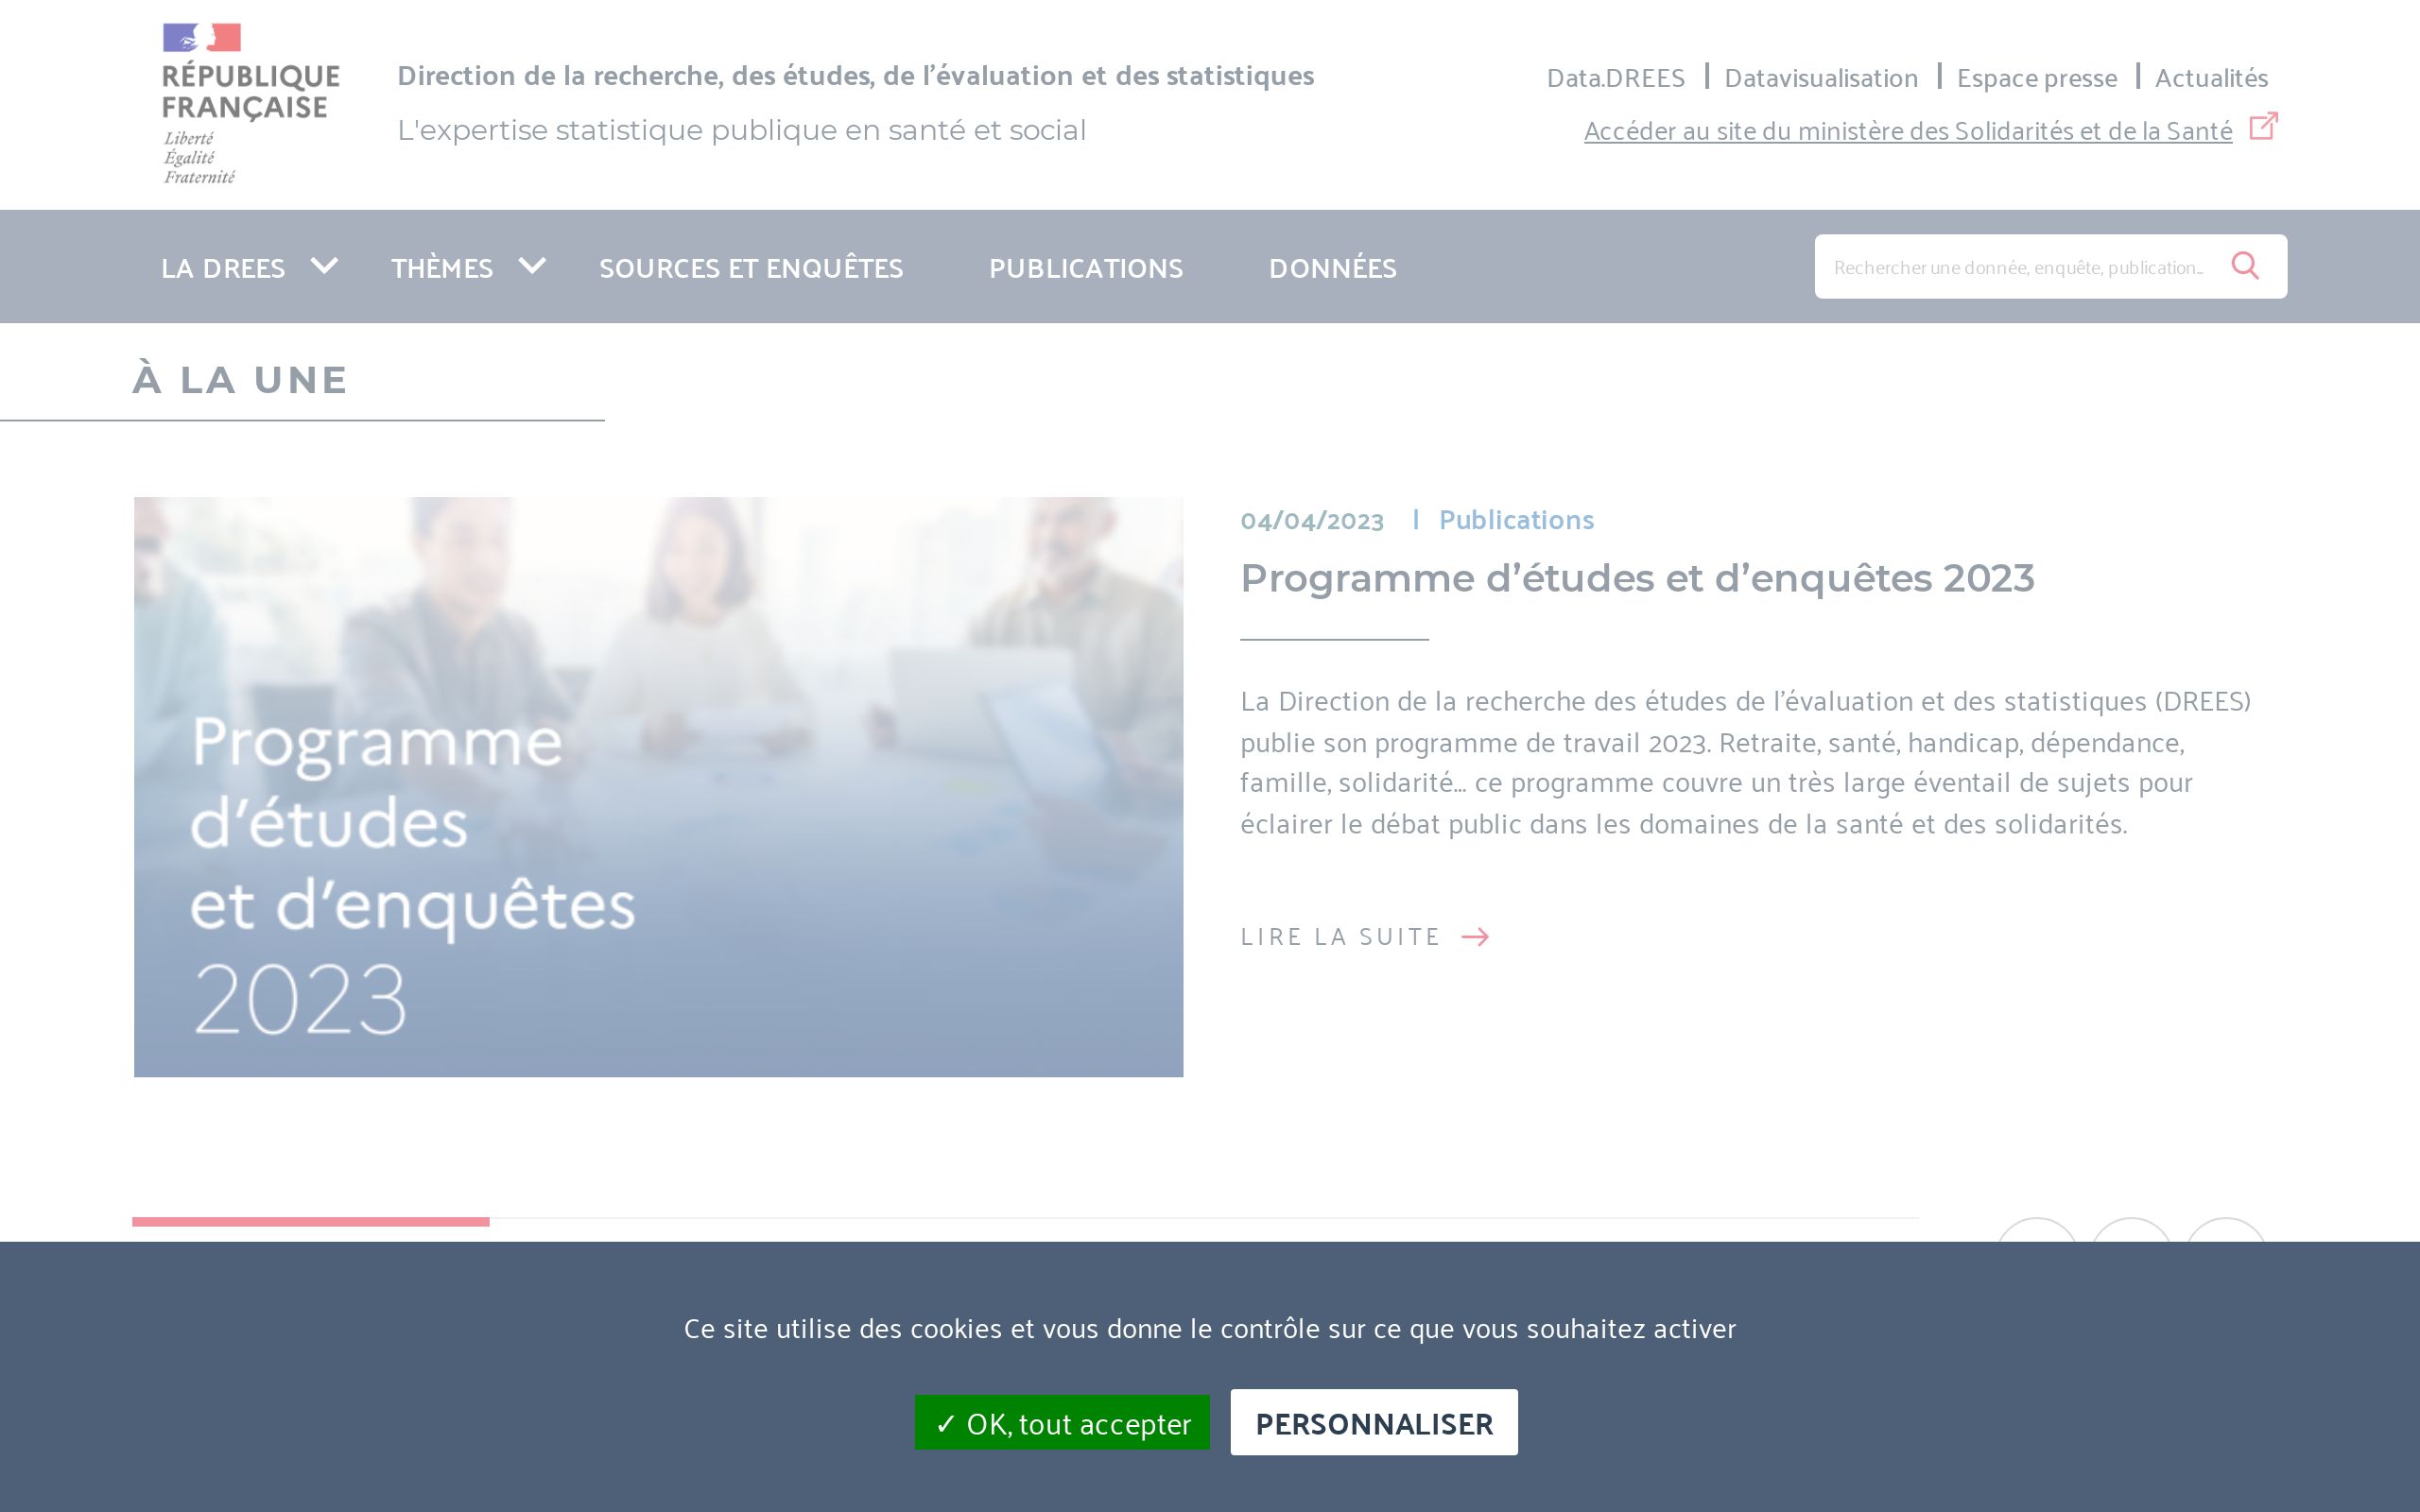 RÉPUBLIQUE
FRANÇAISE
Liberté
Égalité
Fraternité
Direction de la recherche, des études, de l'évaluation et des statistiques
L'expertise statistique publique en santé et social
Data.DREES | Datavisualisation | Espace presse | Actualités
Accéder au site du ministère des Solidarités et de la Santé
LA DREES THÈMES SOURCES ET ENQUÊTES PUBLICATIONS DONNÉES
Rechercher une donnée, enquête, publication...
À LA UNE
Programme
d'études
et d'enquêtes
2023
04/04/2023 | Publications
Programme d’études et d’enquêtes 2023
La Direction de la recherche des études de l’évaluation et des statistiques (DREES)
publie son programme de travail 2023. Retraite, santé, handicap, dépendance,
famille, solidarité… ce programme couvre un très large éventail de sujets pour
éclairer le débat public dans les domaines de la santé et des solidarités.
LIRE LA SUITE →
Ce site utilise des cookies et vous donne le contrôle sur ce que vous souhaitez activer
✓ OK, tout accepter PERSONNALISER